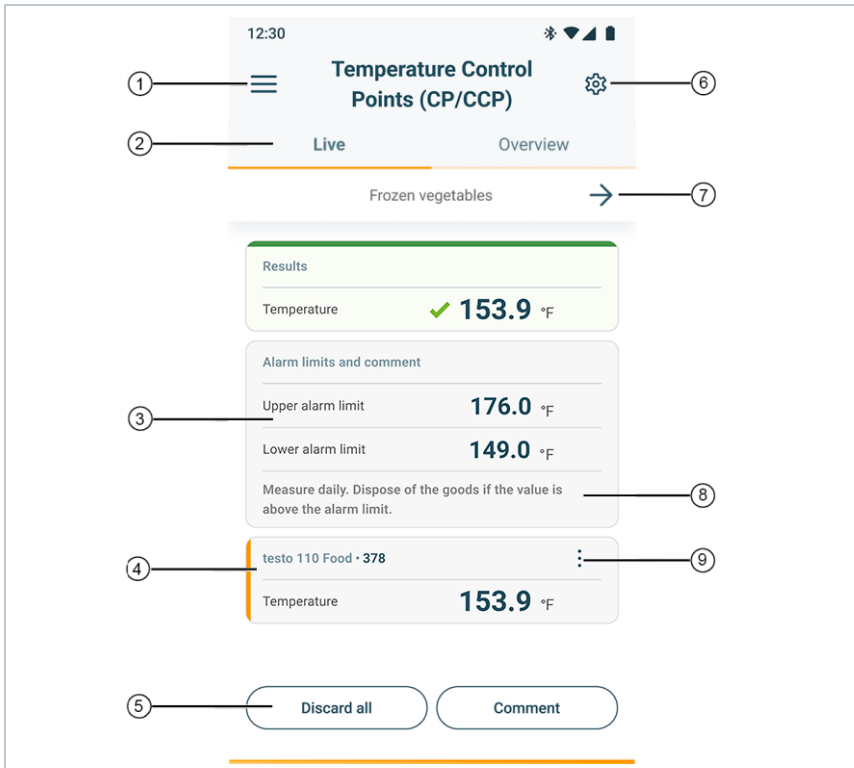 12:30
① Temperature Control Points (CP/CCP) ⑥
② Live Overview
Frozen vegetables ⑦
Results
Temperature 153.9 °F
Alarm limits and comment
Upper alarm limit 176.0 °F
③
Lower alarm limit 149.0 °F
Measure daily. Dispose of the goods if the value is ⑧
above the alarm limit.
④ testo 110 Food • 378 ⑨
Temperature 153.9 °F
⑤ Discard all Comment